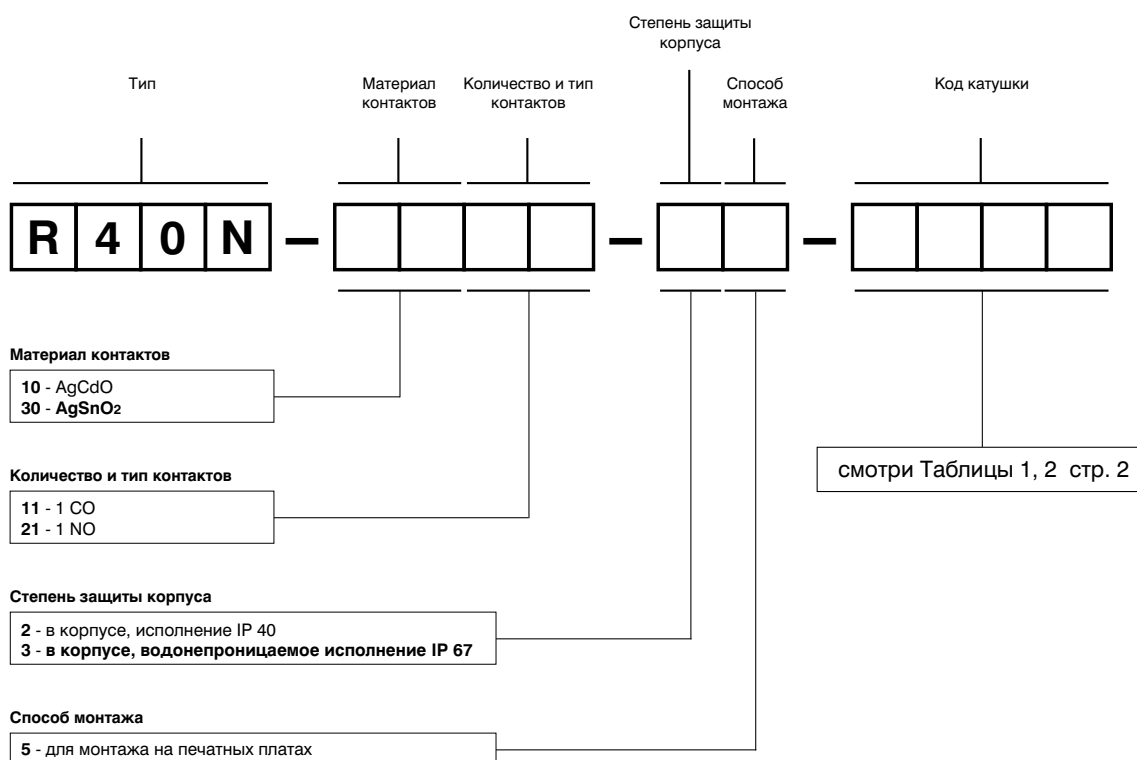 Степень защиты
корпуса
Тип
Материал
контактов
Количество и тип
контактов
Способ
монтажа
Код катушки
R 4 0 N – – –
Материал контактов
10 - AgCdO
30 - AgSnO2
смотри Таблицы 1, 2 стр. 2
Количество и тип контактов
11 - 1 CO
21 - 1 NO
Степень защиты корпуса
2 - в корпусе, исполнение IP 40
3 - в корпусе, водонепроницаемое исполнение IP 67
Способ монтажа
5 - для монтажа на печатных платах